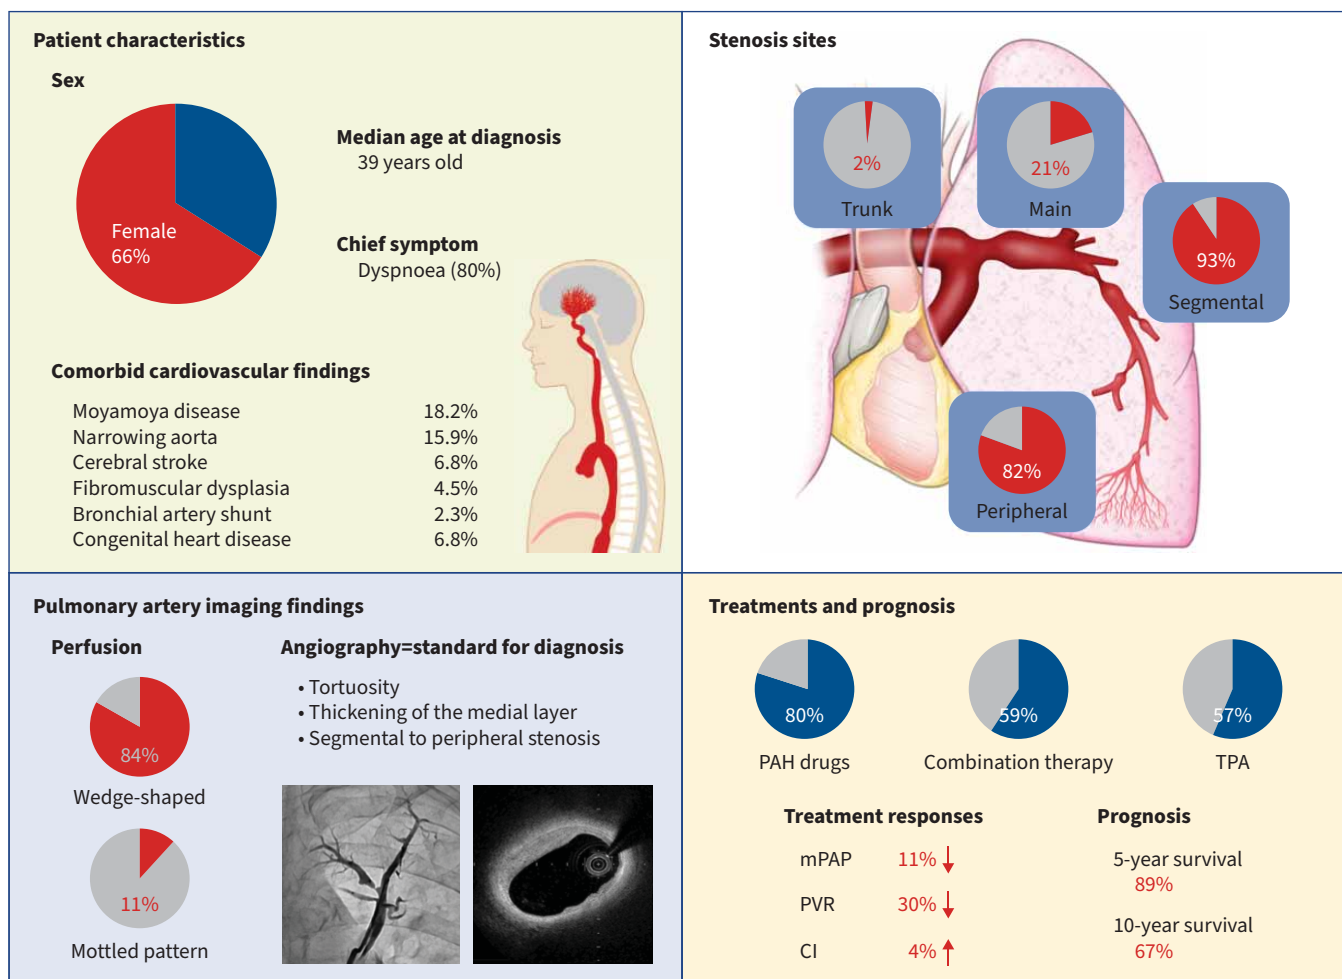 Patient characteristics
Sex
Female
66%
Median age at diagnosis
39 years old
Chief symptom
Dyspnoea (80%)
Comorbid cardiovascular findings
Moyamoya disease 18.2%
Narrowing aorta 15.9%
Cerebral stroke 6.8%
Fibromuscular dysplasia 4.5%
Bronchial artery shunt 2.3%
Congenital heart disease 6.8%
Stenosis sites
2%
Trunk
21%
Main
93%
Segmental
82%
Peripheral
Pulmonary artery imaging findings
Perfusion
84%
Wedge-shaped
11%
Mottled pattern
Angiography=standard for diagnosis
• Tortuosity
• Thickening of the medial layer
• Segmental to peripheral stenosis
Treatments and prognosis
80%
PAH drugs
59%
Combination therapy
57%
TPA
Treatment responses
mPAP 11% ↓
PVR 30% ↓
CI 4% ↑
Prognosis
5-year survival
89%
10-year survival
67%